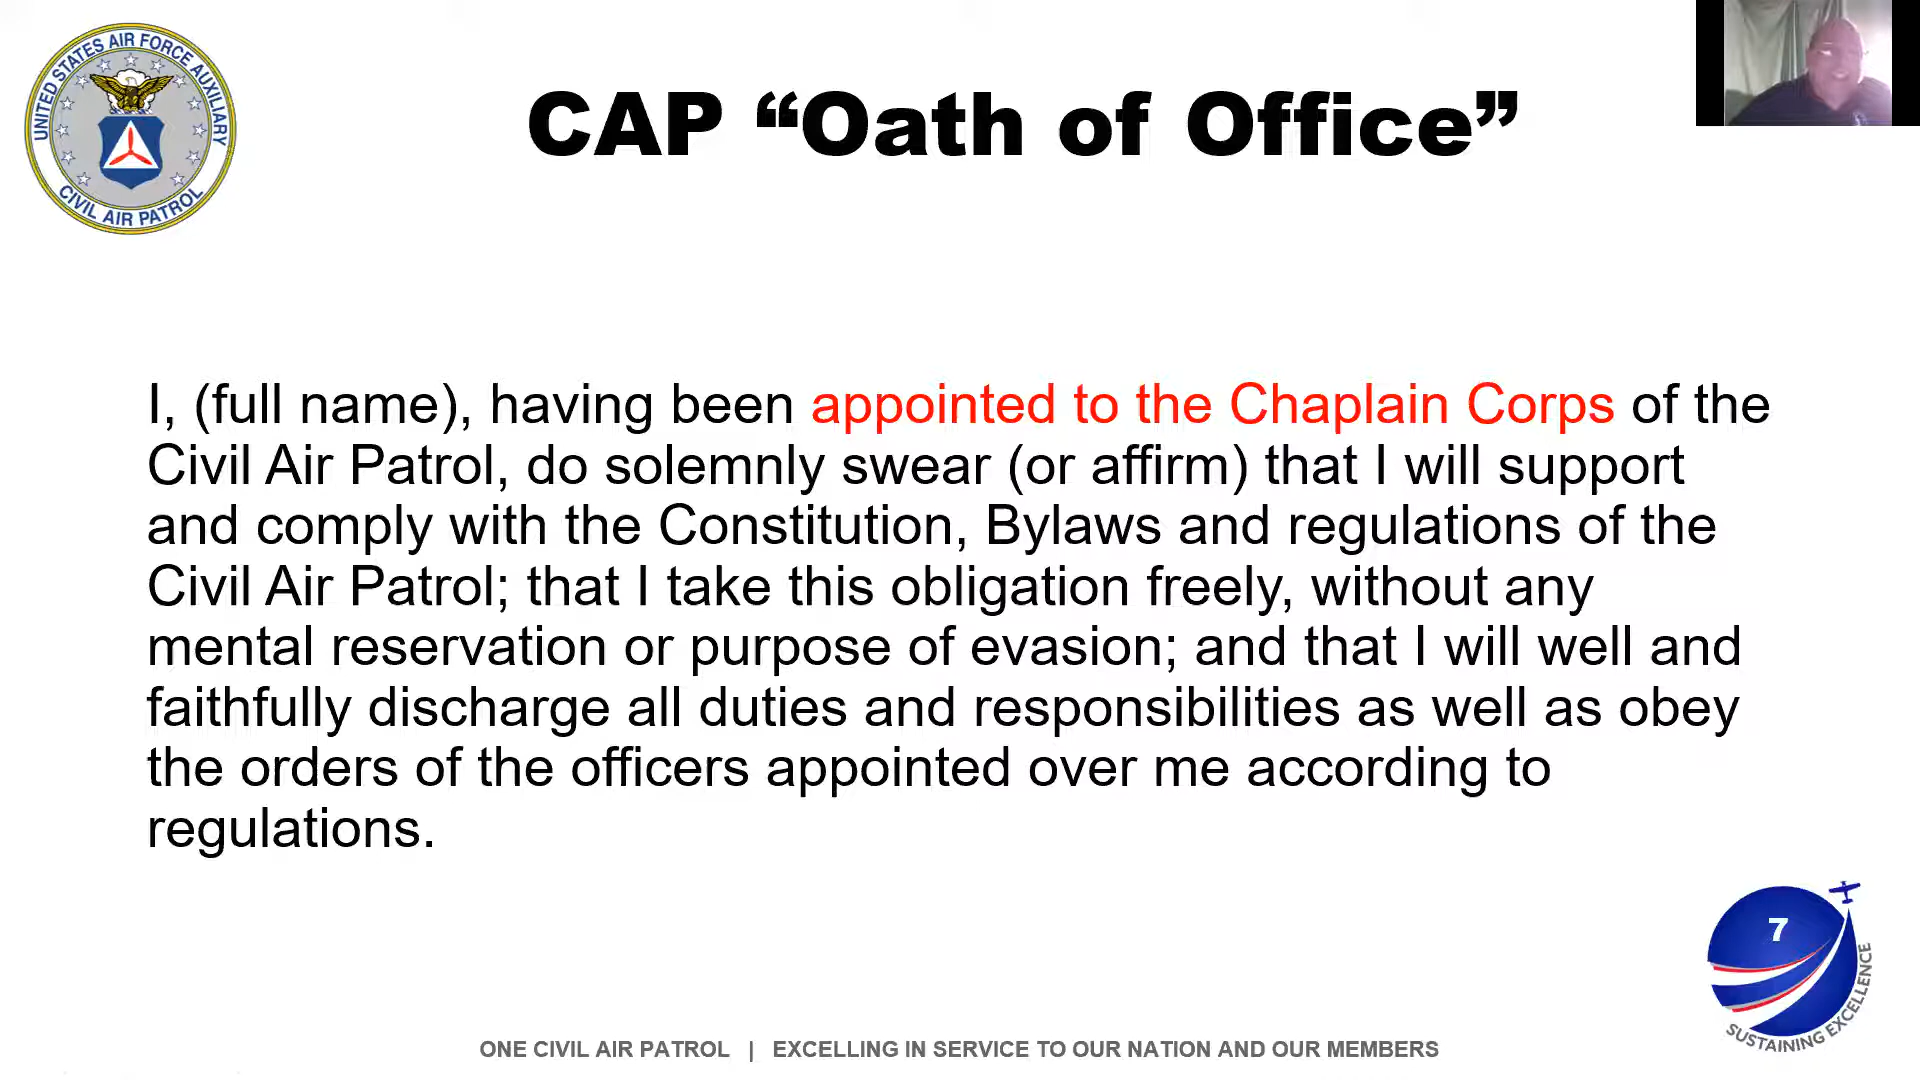 UNITED STATES AIR FORCE AUXILIARY
CIVIL AIR PATROL
CAP “Oath of Office”
I, (full name), having been appointed to the Chaplain Corps of the
Civil Air Patrol, do solemnly swear (or affirm) that I will support
and comply with the Constitution, Bylaws and regulations of the
Civil Air Patrol; that I take this obligation freely, without any
mental reservation or purpose of evasion; and that I will well and
faithfully discharge all duties and responsibilities as well as obey
the orders of the officers appointed over me according to
regulations.
7
SUSTAINING EXCELLENCE
ONE CIVIL AIR PATROL | EXCELLING IN SERVICE TO OUR NATION AND OUR MEMBERS